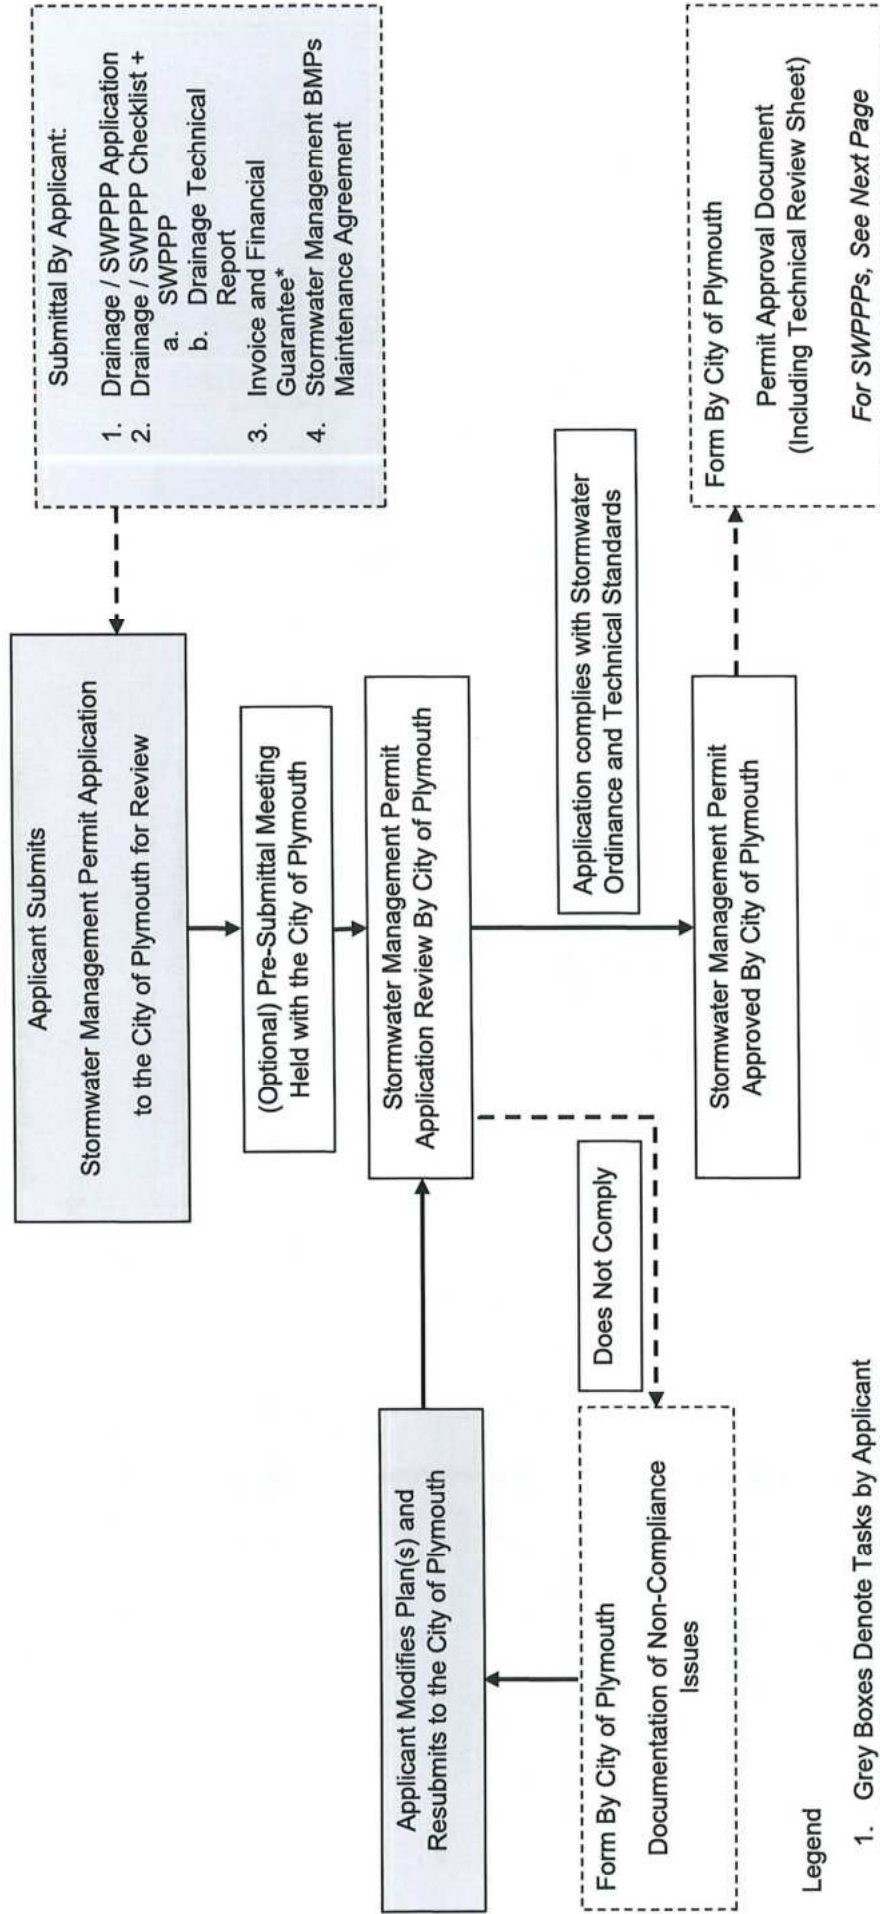 Applicant Submits
Stormwater Management Permit Application
to the City of Plymouth for Review
Submittal By Applicant:
1. Drainage / SWPPP Application
2. Drainage / SWPPP Checklist +
a. SWPPP
b. Drainage Technical
Report
3. Invoice and Financial
Guarantee*
4. Stormwater Management BMPs
Maintenance Agreement
(Optional) Pre-Submittal Meeting
Held with the City of Plymouth
Applicant Modifies Plan(s) and
Resubmits to the City of Plymouth
Stormwater Management Permit
Application Review By City of Plymouth
Does Not Comply
Application complies with Stormwater
Ordinance and Technical Standards
Form By City of Plymouth
Documentation of Non-Compliance
Issues
Stormwater Management Permit
Approved By City of Plymouth
Form By City of Plymouth
Permit Approval Document
(Including Technical Review Sheet)
For SWPPPs, See Next Page
Legend
1. Grey Boxes Denote Tasks by Applicant